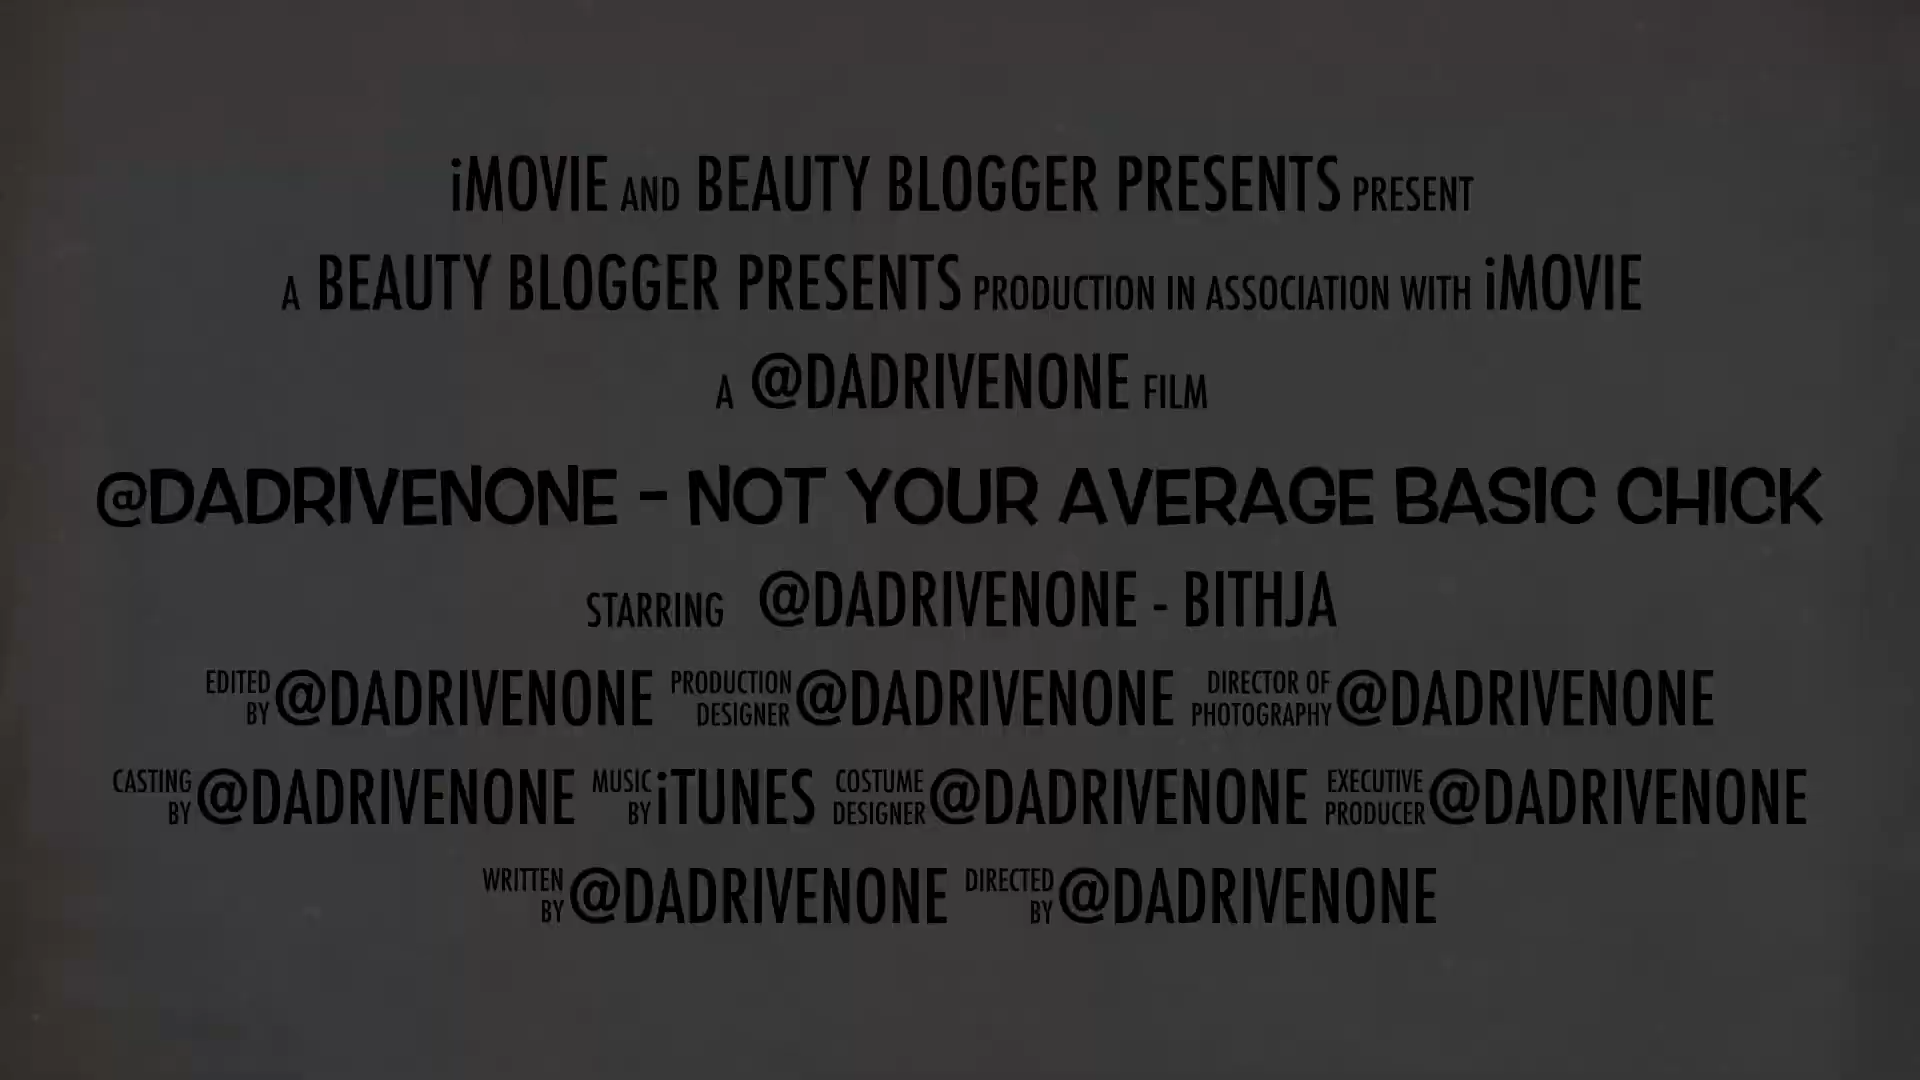 iMOVIE AND BEAUTY BLOGGER PRESENTS PRESENT
A BEAUTY BLOGGER PRESENTS PRODUCTION IN ASSOCIATION WITH iMOVIE
A @DADRIVENONE FILM
@DADRIVENONE - NOT YOUR AVERAGE BASIC CHICK
STARRING @DADRIVENONE - BITHJA
EDITED BY @DADRIVENONE PRODUCTION DESIGNER @DADRIVENONE DIRECTOR OF PHOTOGRAPHY @DADRIVENONE
CASTING BY @DADRIVENONE MUSIC BY iTUNES COSTUME DESIGNER @DADRIVENONE EXECUTIVE PRODUCER @DADRIVENONE
WRITTEN BY @DADRIVENONE DIRECTED BY @DADRIVENONE